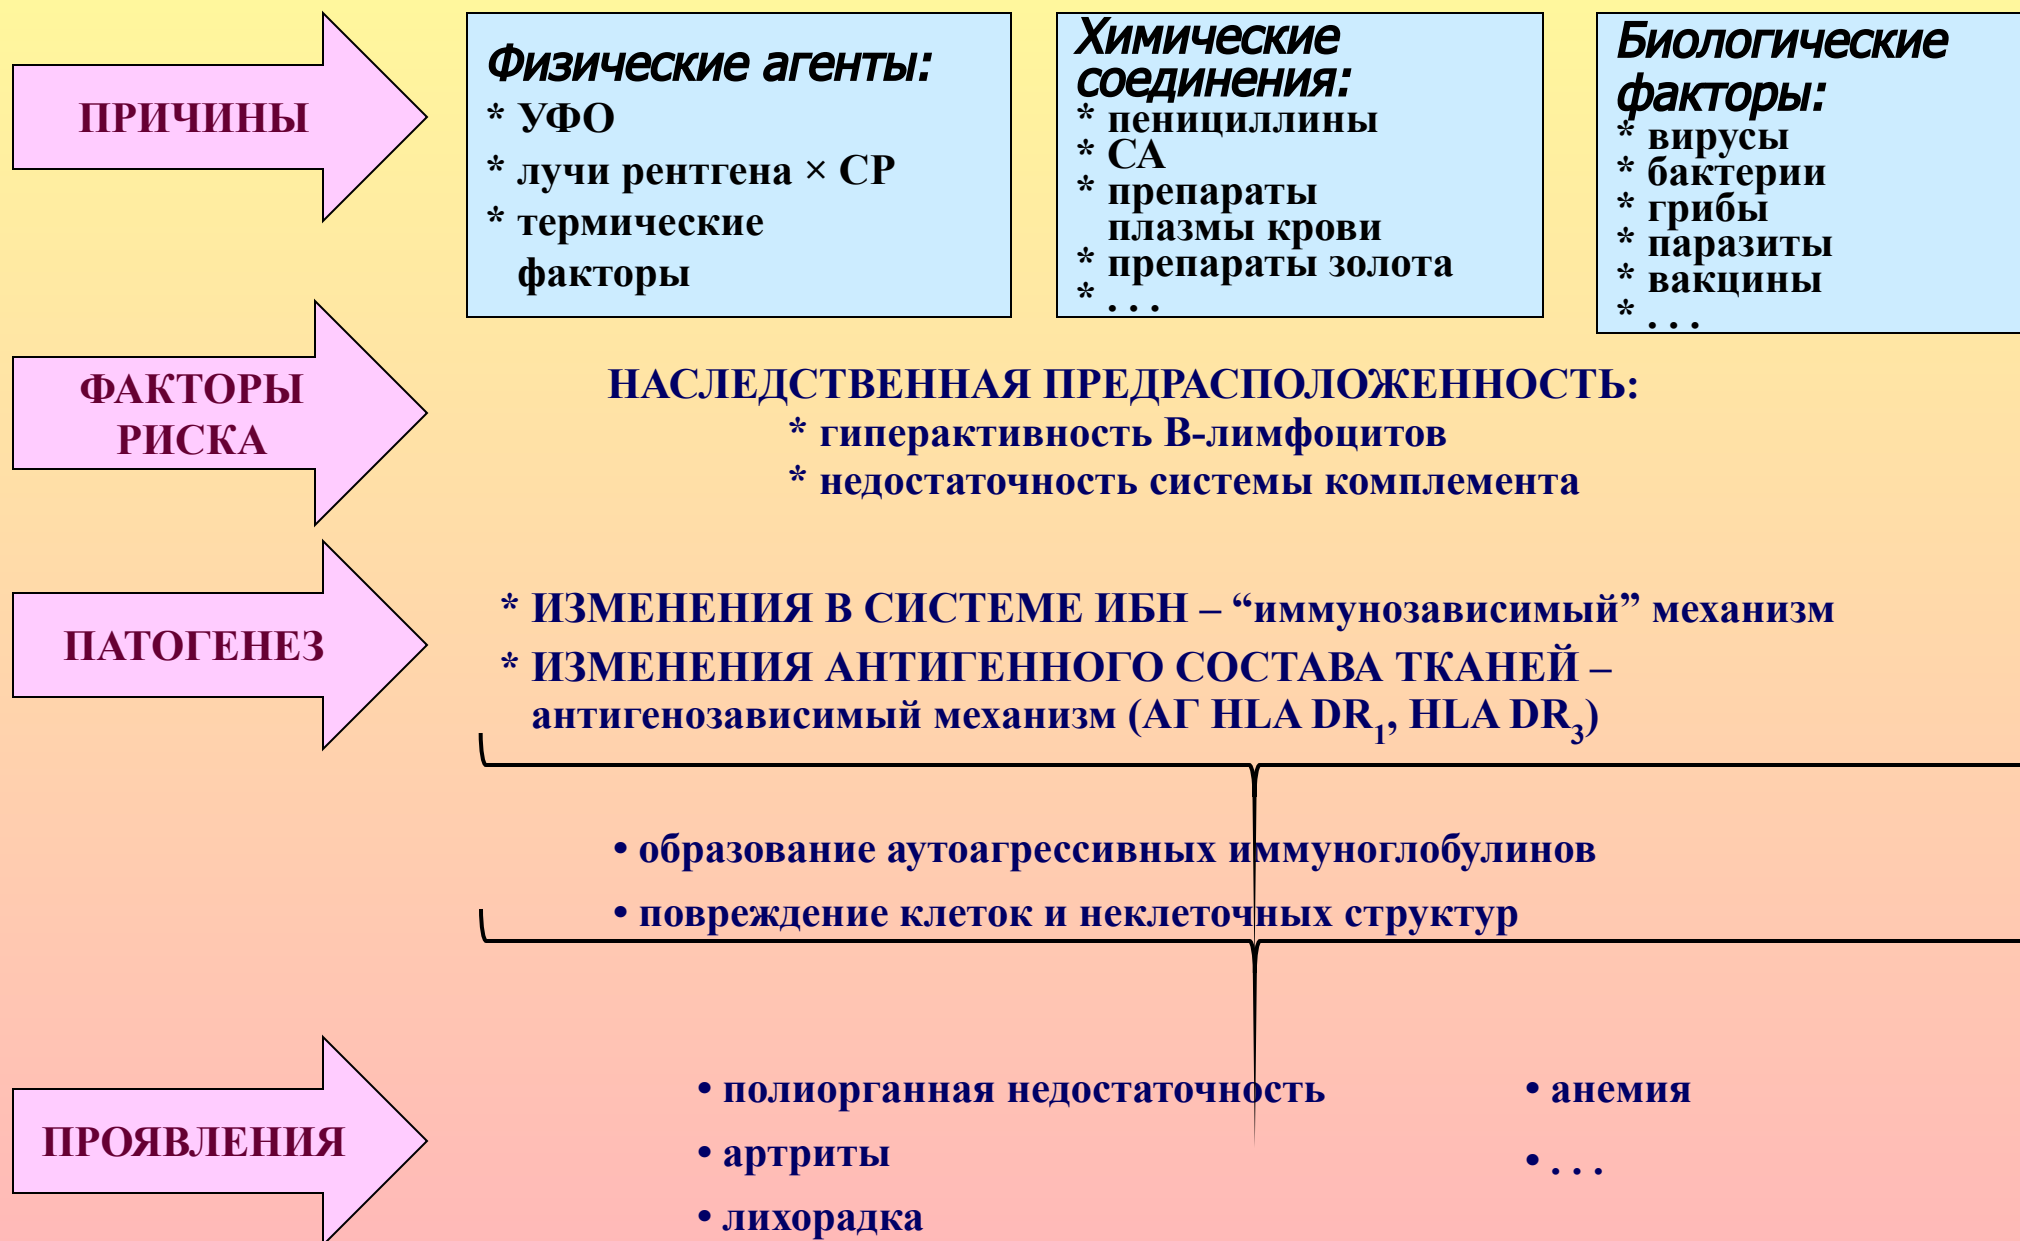 ПРИЧИНЫ
Физические агенты:
* УФО
* лучи рентгена × СР
* термические
факторы
Химические
соединения:
* пенициллины
* СА
* препараты
плазмы крови
* препараты золота
* . . .
Биологические
факторы:
* вирусы
* бактерии
* грибы
* паразиты
* вакцины
* . . .
ФАКТОРЫ
РИСКА
НАСЛЕДСТВЕННАЯ ПРЕДРАСПОЛОЖЕННОСТЬ:
* гиперактивность В-лимфоцитов
* недостаточность системы комплемента
ПАТОГЕНЕЗ
* ИЗМЕНЕНИЯ В СИСТЕМЕ ИБН – “иммунозависимый” механизм
* ИЗМЕНЕНИЯ АНТИГЕННОГО СОСТАВА ТКАНЕЙ –
антигенозависимый механизм (АГ HLA DR₁, HLA DR₃)
• образование аутоагрессивных иммуноглобулинов
• повреждение клеток и неклеточных структур
ПРОЯВЛЕНИЯ
• полиорганная недостаточность
• артриты
• лихорадка
• анемия
• . . .